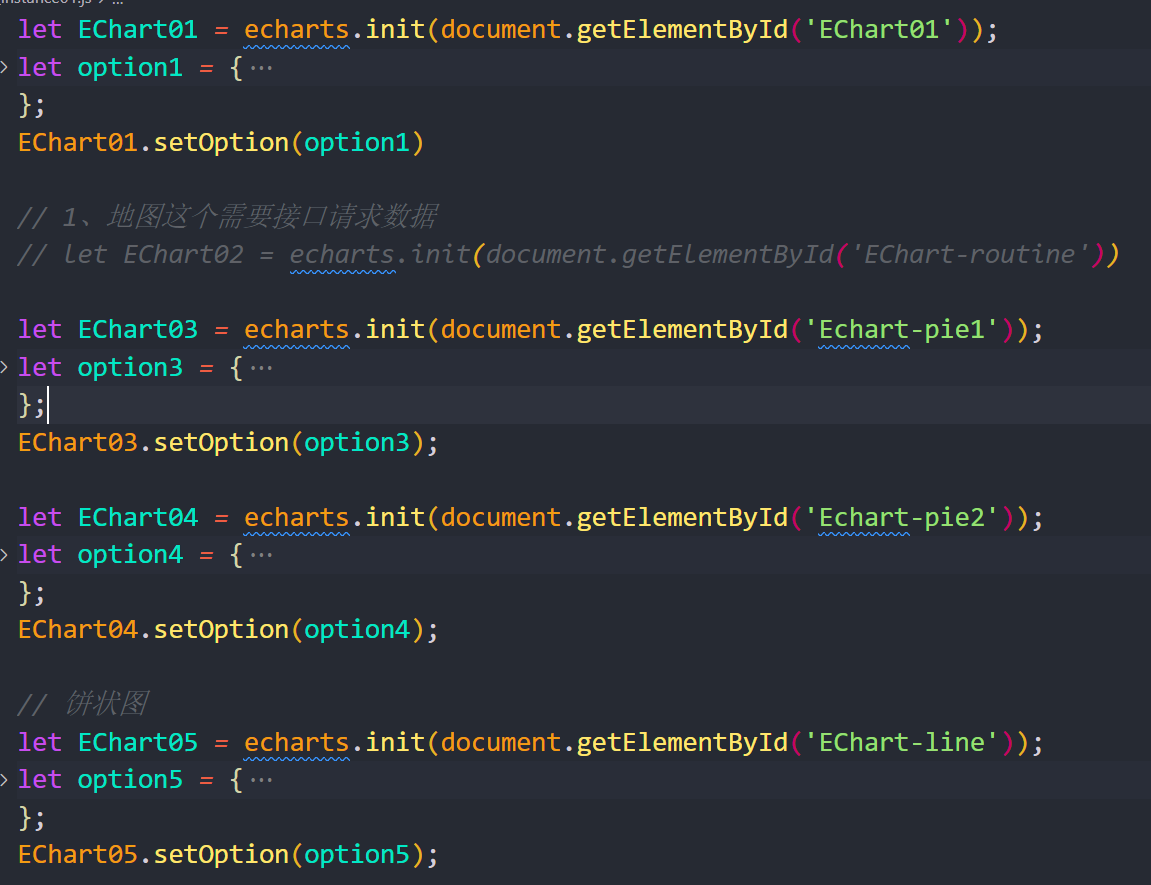 let EChart01 = echarts.init(document.getElementById('EChart01'));
let option1 = {···
};
EChart01.setOption(option1)
// 1、地图这个需要接口请求数据
// let EChart02 = echarts.init(document.getElementById('EChart-routine'))
let EChart03 = echarts.init(document.getElementById('Echart-pie1'));
let option3 = {···
};
EChart03.setOption(option3);
let EChart04 = echarts.init(document.getElementById('Echart-pie2'));
let option4 = {···
};
EChart04.setOption(option4);
// 饼状图
let EChart05 = echarts.init(document.getElementById('EChart-line'));
let option5 = {···
};
EChart05.setOption(option5);